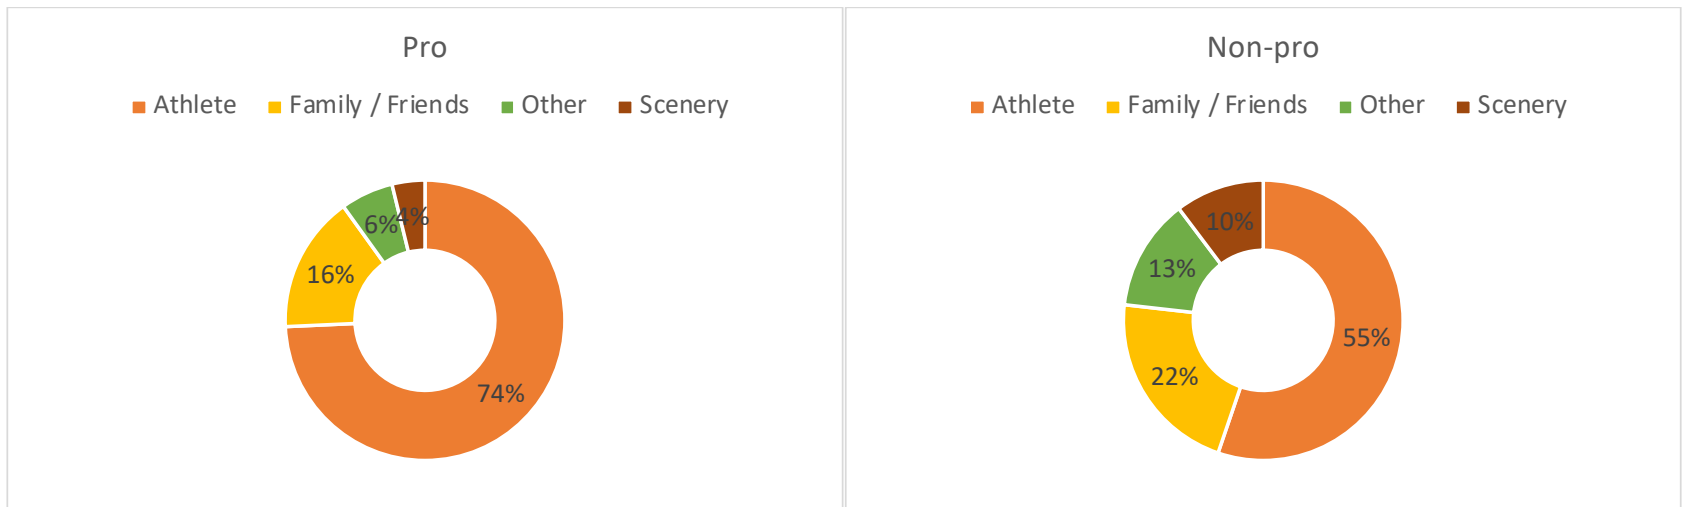 Pro
Athlete Family / Friends Other Scenery
4%
6%
16%
74%
Non-pro
Athlete Family / Friends Other Scenery
10%
13%
55%
22%